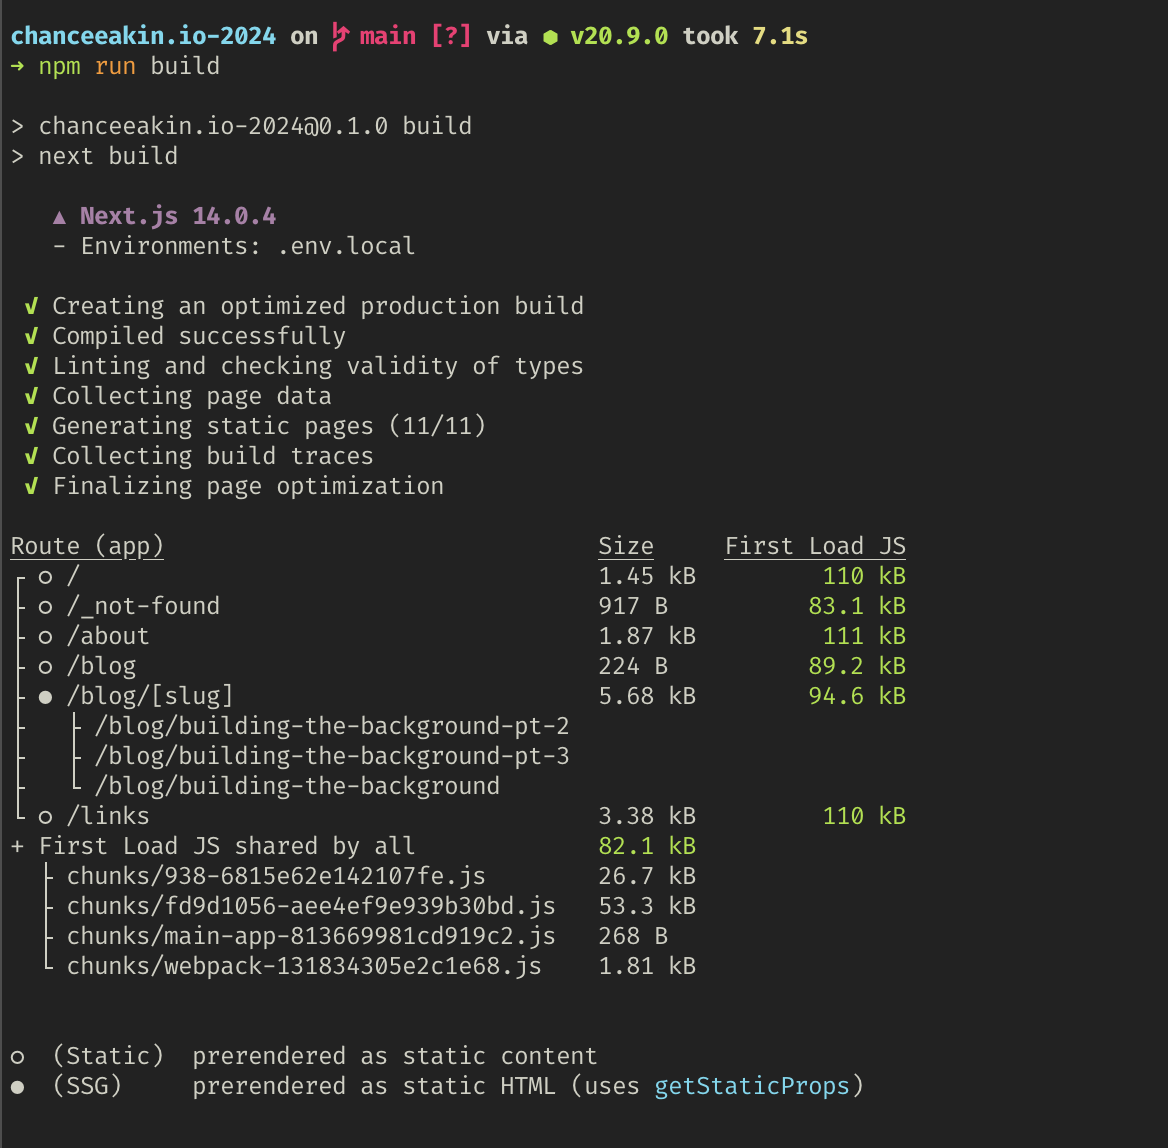 chanceeakin.io-2024 on main [?] via ⬢ v20.9.0 took 7.1s
→ npm run build
> chanceeakin.io-2024@0.1.0 build
> next build
▲ Next.js 14.0.4
- Environments: .env.local
✓ Creating an optimized production build
✓ Compiled successfully
✓ Linting and checking validity of types
✓ Collecting page data
✓ Generating static pages (11/11)
✓ Collecting build traces
✓ Finalizing page optimization
Route (app) Size First Load JS
┌ ○ / 1.45 kB 110 kB
├ ○ /_not-found 917 B 83.1 kB
├ ○ /about 1.87 kB 111 kB
├ ○ /blog 224 B 89.2 kB
├ ● /blog/[slug] 5.68 kB 94.6 kB
├ ├ /blog/building-the-background-pt-2
├ ├ /blog/building-the-background-pt-3
├ └ /blog/building-the-background
└ ○ /links 3.38 kB 110 kB
+ First Load JS shared by all 82.1 kB
├ chunks/938-6815e62e142107fe.js 26.7 kB
├ chunks/fd9d1056-aee4ef9e939b30bd.js 53.3 kB
├ chunks/main-app-813669981cd919c2.js 268 B
└ chunks/webpack-131834305e2c1e68.js 1.81 kB
○ (Static) prerendered as static content
● (SSG) prerendered as static HTML (uses getStaticProps)